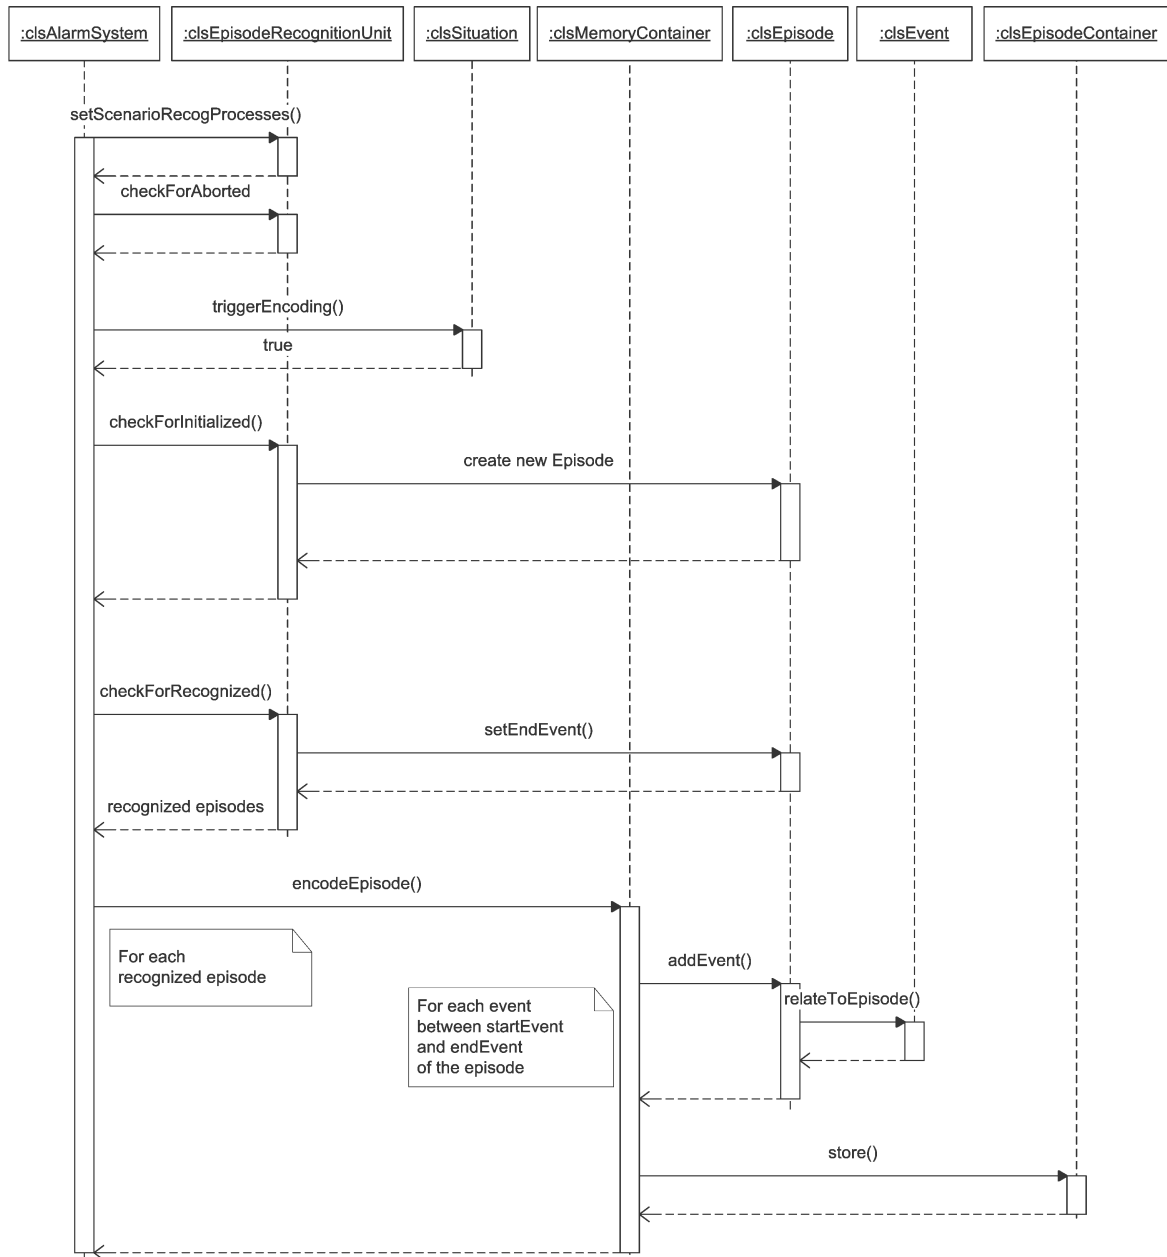 :clsAlarmSystem
:clsEpisodeRecognitionUnit
:clsSituation
:clsMemoryContainer
:clsEpisode
:clsEvent
:clsEpisodeContainer
setScenarioRecogProcesses()
checkForAborted
triggerEncoding()
true
checkForInitialized()
create new Episode
checkForRecognized()
setEndEvent()
recognized episodes
encodeEpisode()
For each
recognized episode
addEvent()
relateToEpisode()
For each event
between startEvent
and endEvent
of the episode
store()